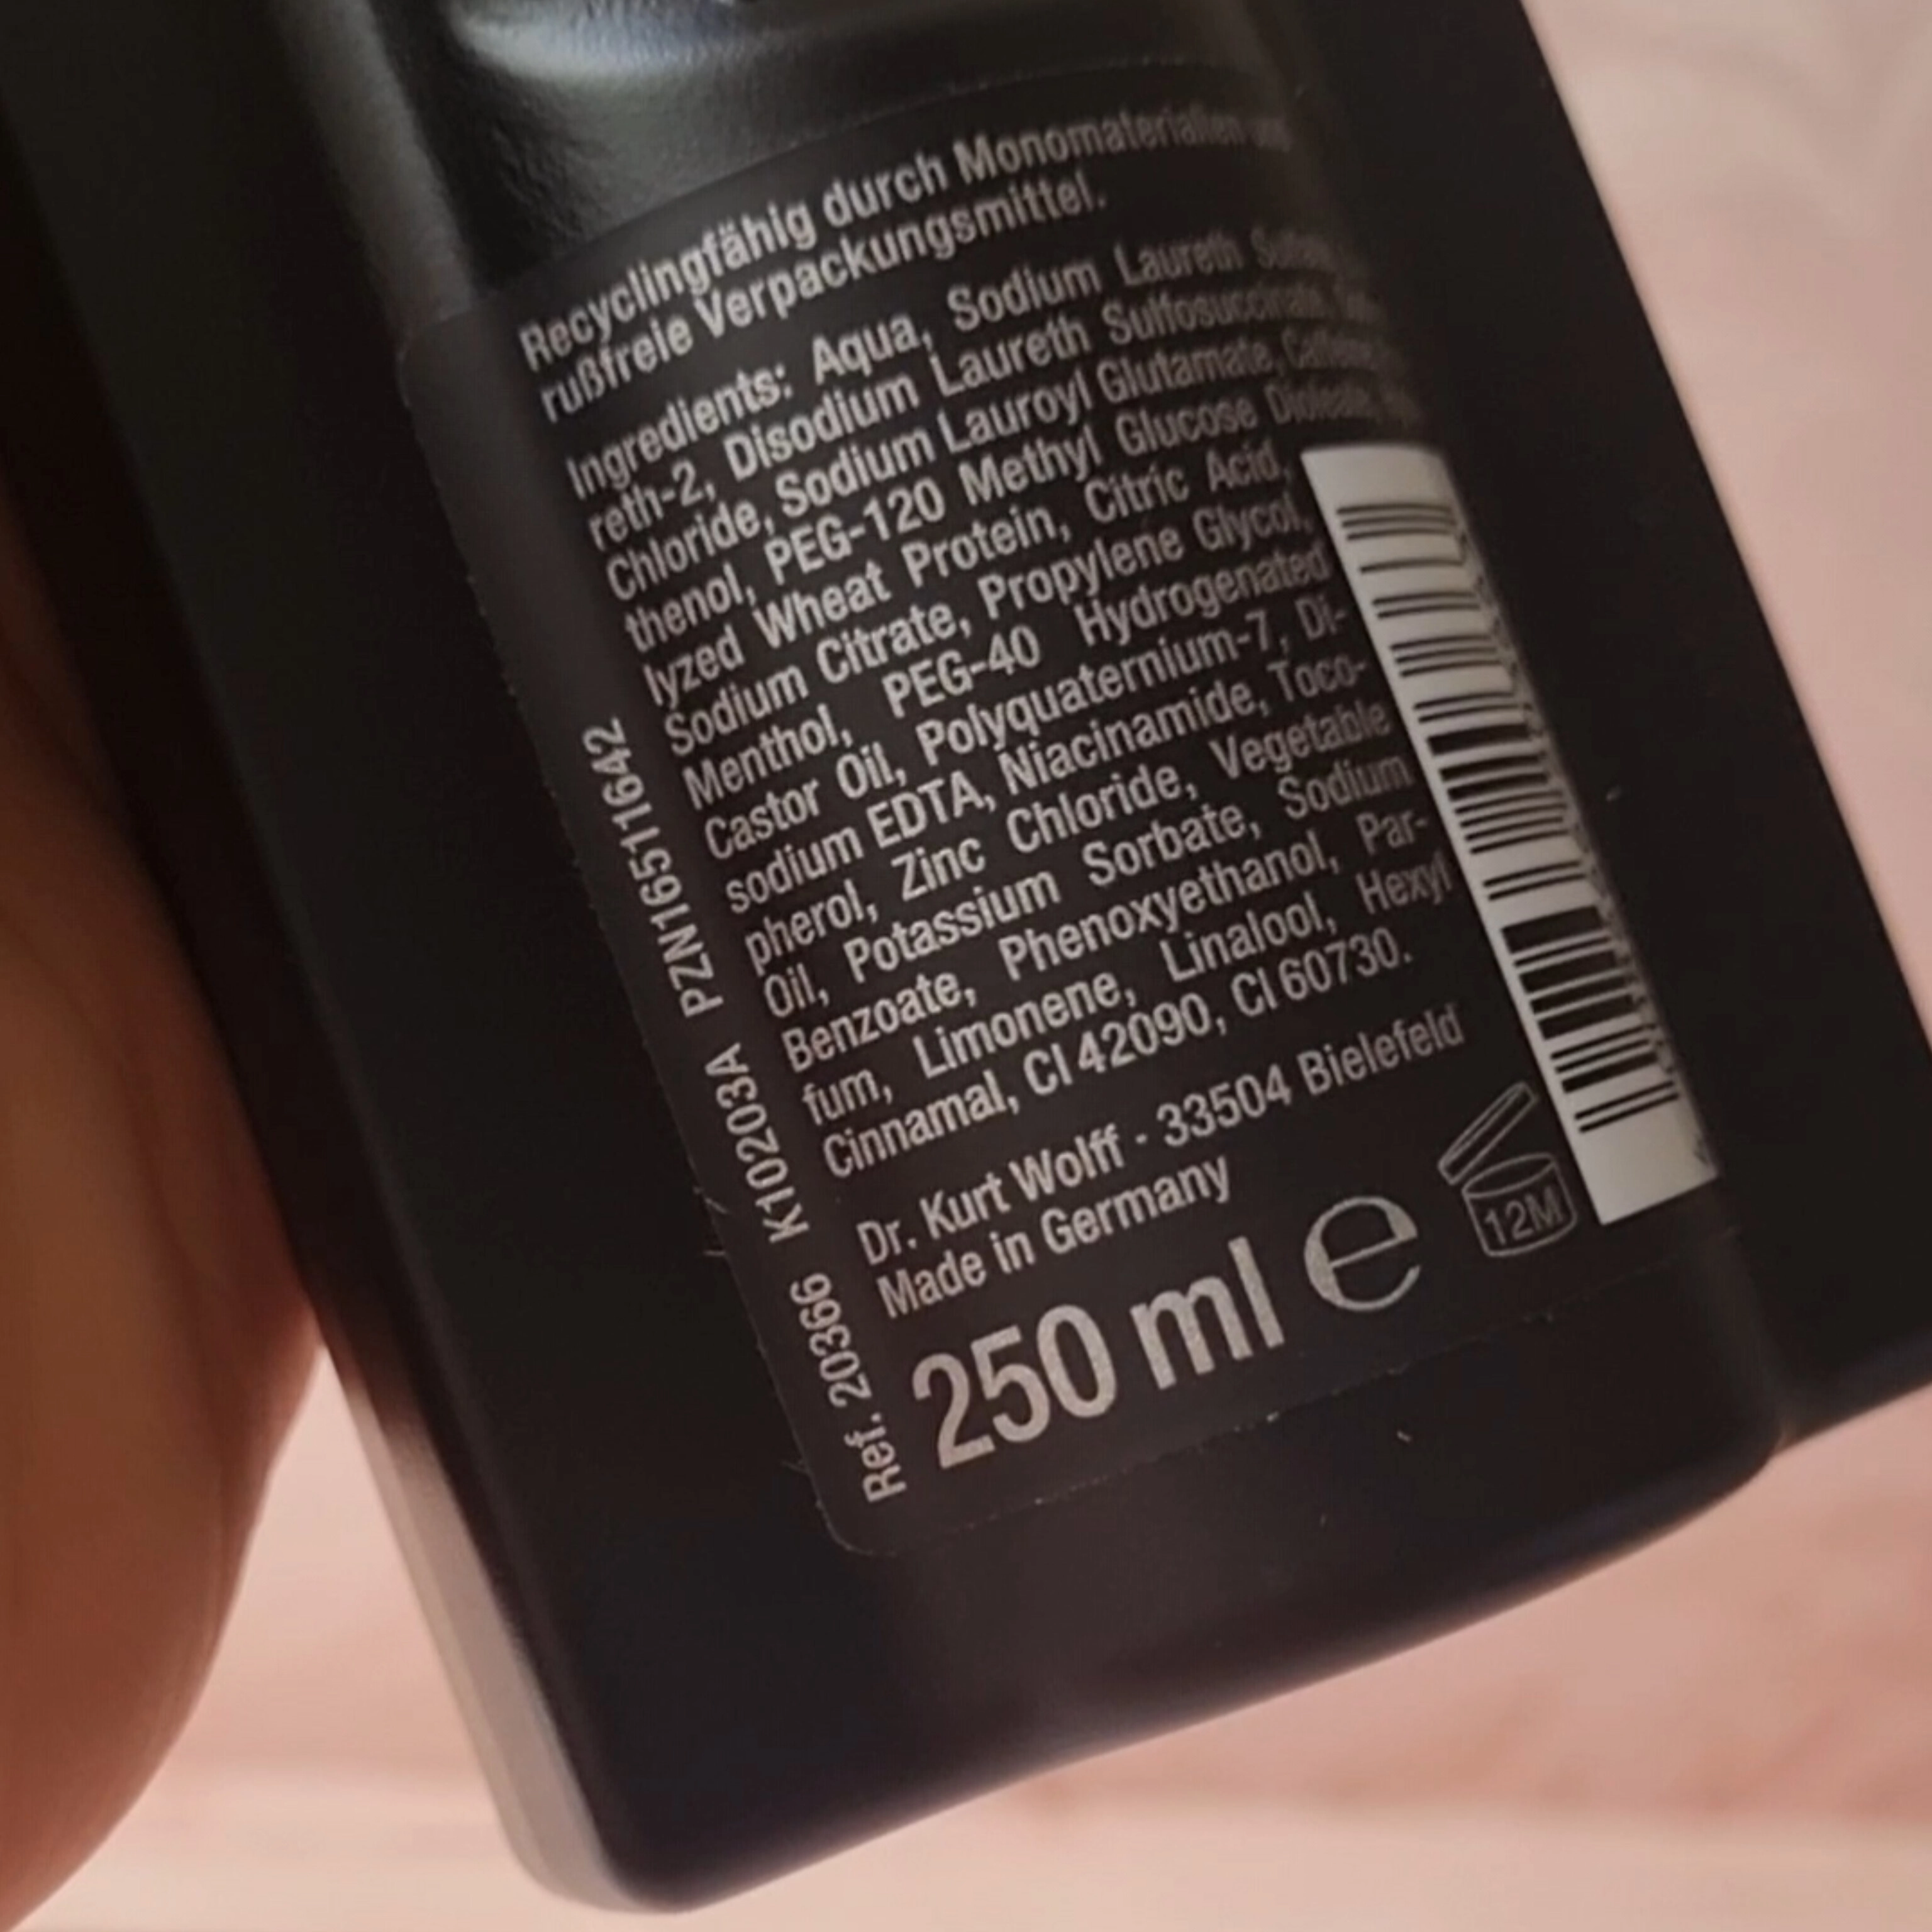 Recyclingfähig durch Monomaterialien
rußfreie Verpackungsmittel.
Ingredients: Aqua, Sodium Laureth
reth-2, Disodium Laureth Sulfosuccinate,
Chloride, Sodium Lauroyl Glutamate,
thenol, PEG-120 Methyl Glucose Dioleate,
lyzed Wheat Protein, Citric Acid,
Sodium Citrate, Propylene Glycol,
Menthol, PEG-40 Hydrogenated
Castor Oil, Polyquaternium-7, Di-
sodium EDTA, Niacinamide, Toco-
pherol, Zinc Chloride, Vegetable
Oil, Potassium Sorbate, Sodium
Benzoate, Phenoxyethanol, Par-
fum, Limonene, Linalool, Hexyl
Cinnamal, CI 42090, CI 60730.
Dr. Kurt Wolff · 33504 Bielefeld
Made in Germany
250 ml e
12M
Ref. 20366 K10203A PZN16511642